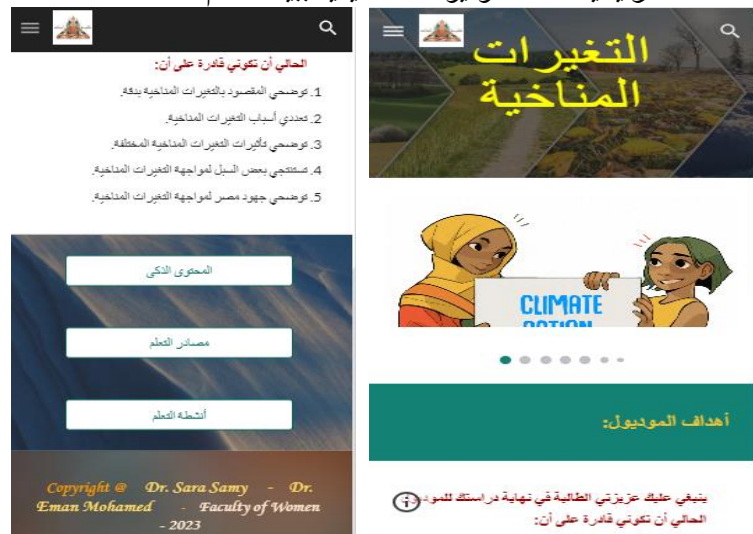 التغيرات
المناخية
CLIMATE
ACTION
أهداف الموديول:
ينبغي عليك عزيزتي الطالبة في نهاية دراستك للموديول
الحالي أن تكوني قادرة على أن:
الحالي أن تكوني قادرة على أن:
1. توضحي المقصود بالتغيرات المناخية بدقة.
2. تعددي أسباب التغيرات المناخية.
3. توضحي تأثيرات التغيرات المناخية المختلفة.
4. تستنتجي بعض السبل لمواجهة التغيرات المناخية.
5. توضحي جهود مصر لمواجهة التغيرات المناخية.
المحتوى الذكى
مصادر التعلم
أنشطة التعلم
Copyright @ Dr. Sara Samy - Dr.
Eman Mohamed - Faculty of Women
- 2023